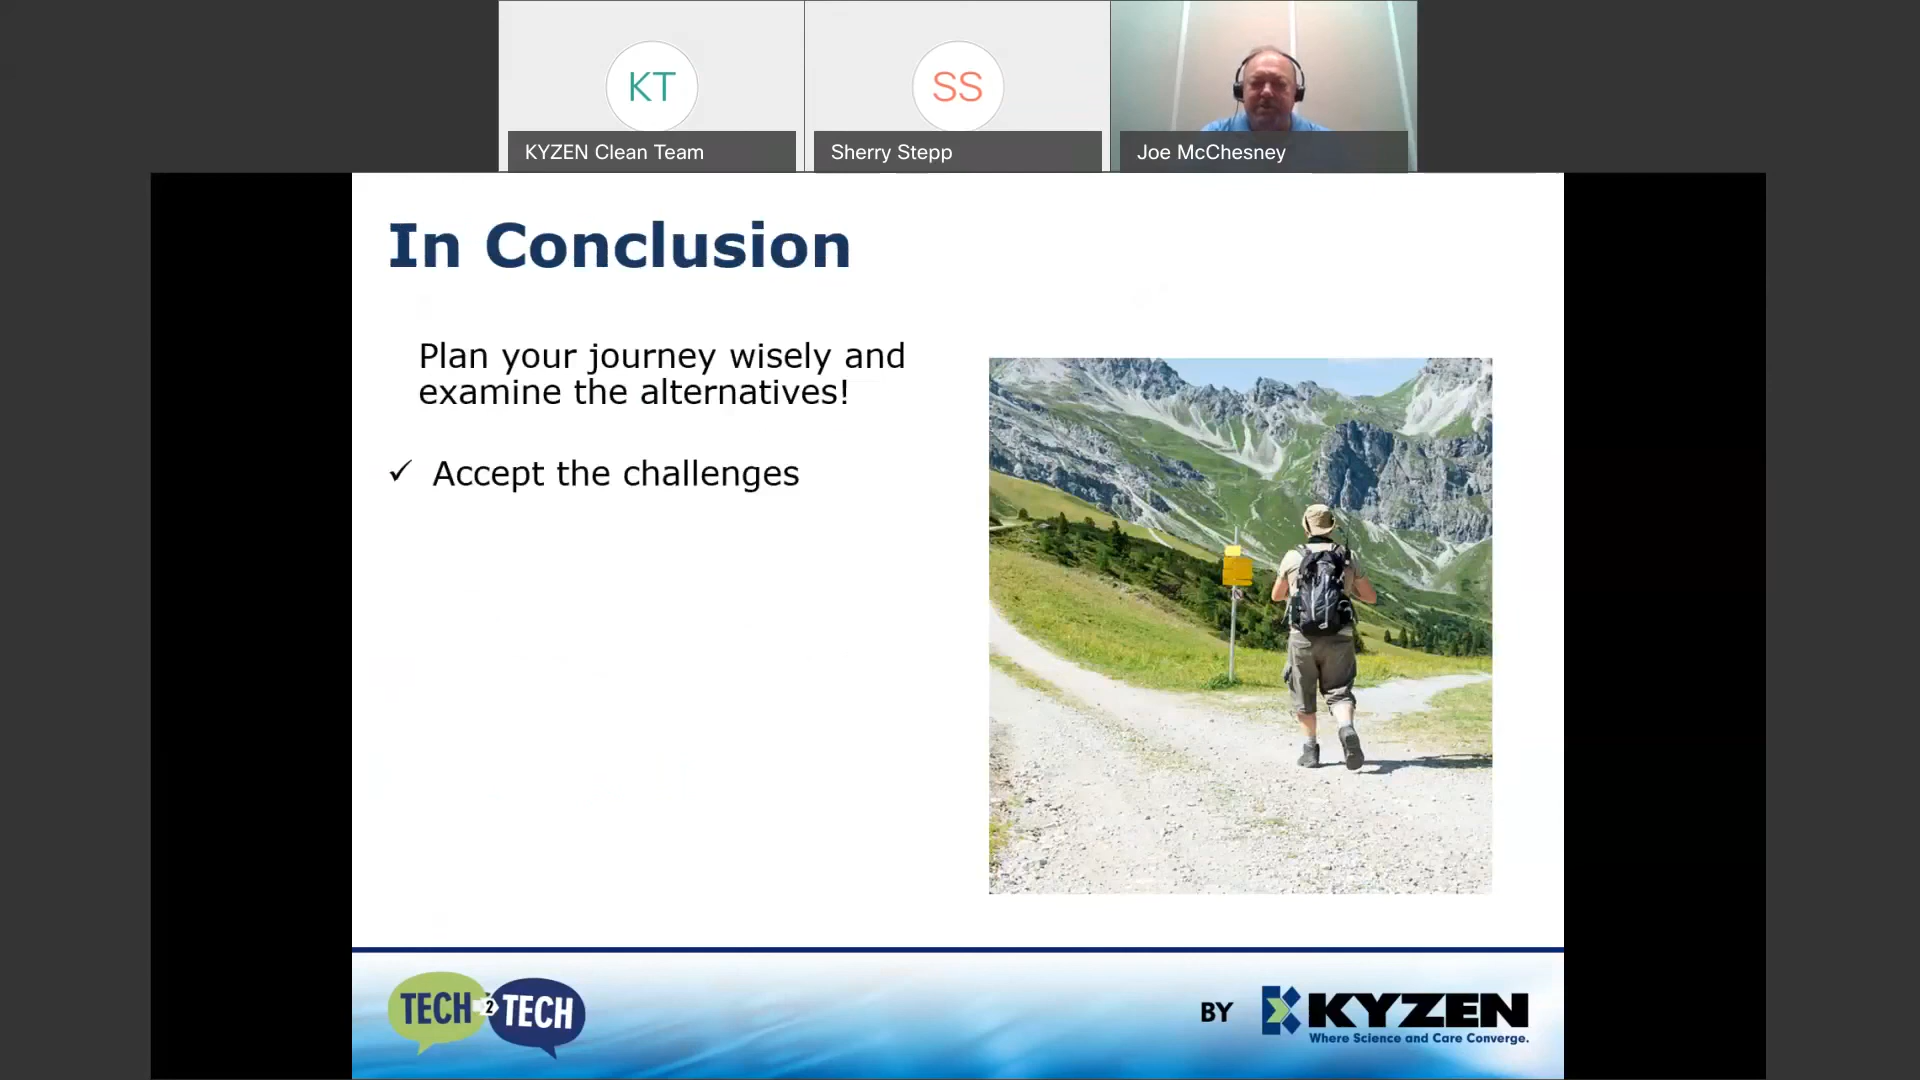 KT
SS
KYZEN Clean Team
Sherry Stepp
Joe McChesney
In Conclusion
Plan your journey wisely and
examine the alternatives!
✓ Accept the challenges
TECH 2 TECH
BY KYZEN
Where Science and Care Converge.